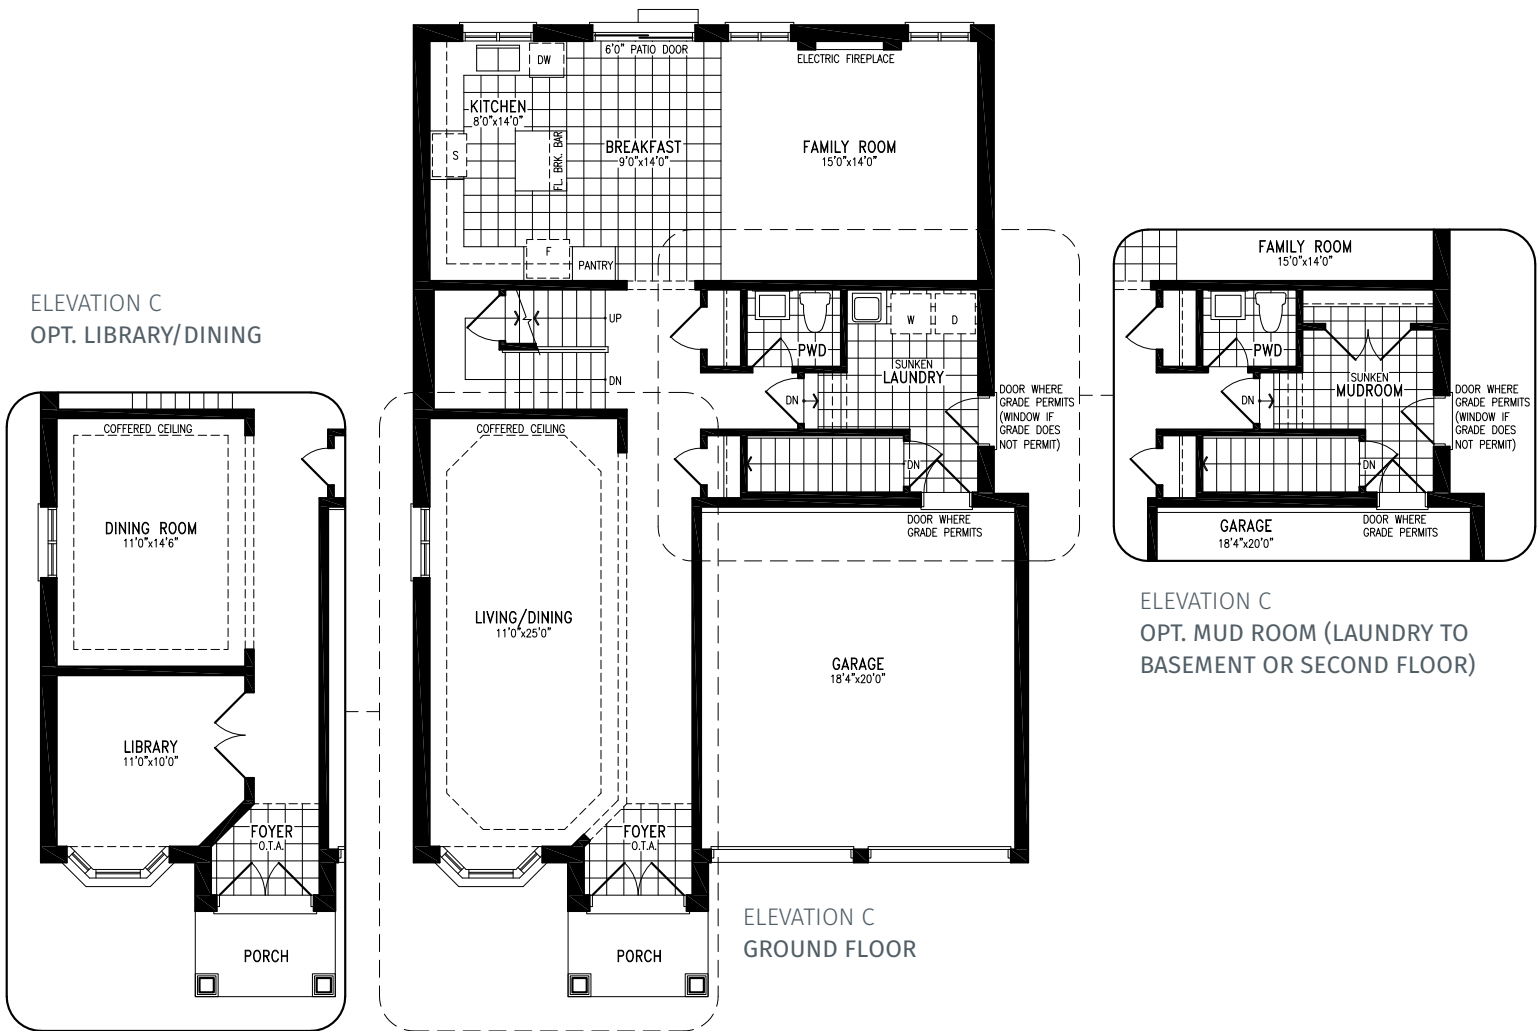 ELEVATION C
OPT. LIBRARY/DINING
COFFERED CEILING
DINING ROOM
11'0"x14'6"
LIBRARY
11'0"x10'0"
FOYER
O.T.A.
PORCH
6'0" PATIO DOOR
DW
ELECTRIC FIREPLACE
KITCHEN
8'0"x14'0"
S
FL. BRK. BAR
BREAKFAST
9'0"x14'0"
FAMILY ROOM
15'0"x14'0"
F
PANTRY
UP
DN
PWD
W
D
SUNKEN
LAUNDRY
DN
DOOR WHERE
GRADE PERMITS
(WINDOW IF
GRADE DOES
NOT PERMIT)
DN
DOOR WHERE
GRADE PERMITS
COFFERED CEILING
LIVING/DINING
11'0"x25'0"
GARAGE
18'4"x20'0"
FOYER
O.T.A.
PORCH
ELEVATION C
GROUND FLOOR
FAMILY ROOM
15'0"x14'0"
PWD
SUNKEN
MUDROOM
DN
DOOR WHERE
GRADE PERMITS
(WINDOW IF
GRADE DOES
NOT PERMIT)
DN
GARAGE
18'4"x20'0"
DOOR WHERE
GRADE PERMITS
ELEVATION C
OPT. MUD ROOM (LAUNDRY TO
BASEMENT OR SECOND FLOOR)